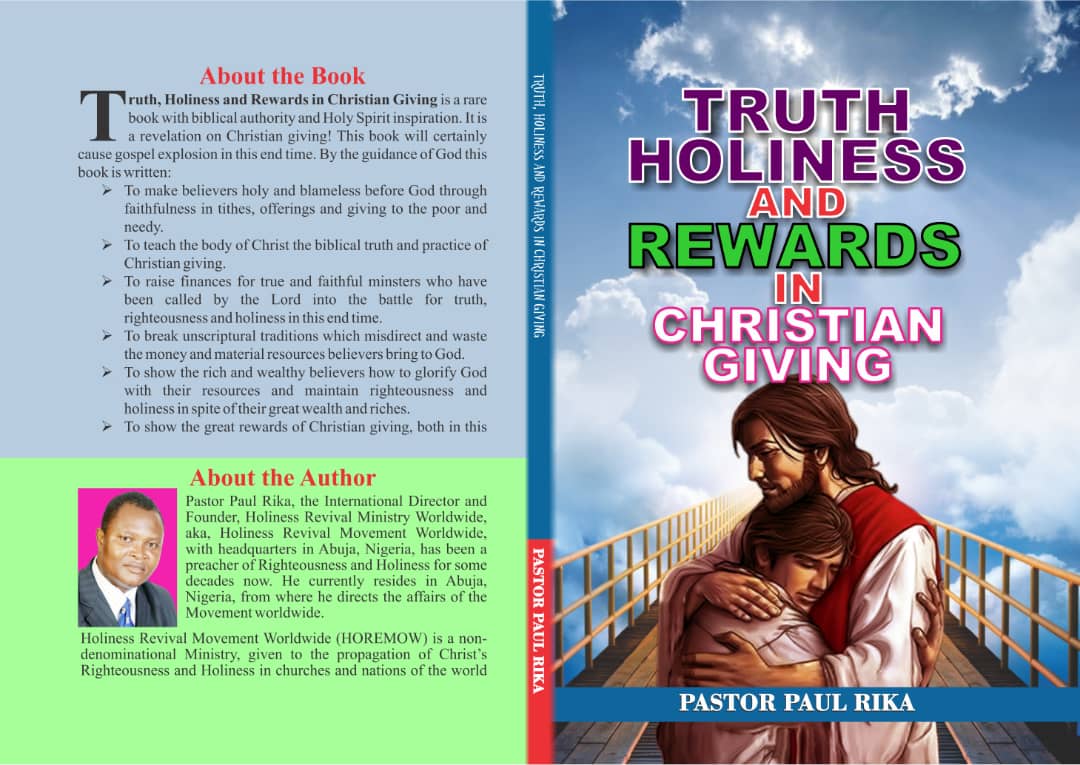 About the Book
Truth, Holiness and Rewards in Christian Giving is a rare
book with biblical authority and Holy Spirit inspiration. It is
a revelation on Christian giving! This book will certainly
cause gospel explosion in this end time. By the guidance of God this
book is written:
➢ To make believers holy and blameless before God through
faithfulness in tithes, offerings and giving to the poor and
needy.
➢ To teach the body of Christ the biblical truth and practice of
Christian giving.
➢ To raise finances for true and faithful minsters who have
been called by the Lord into the battle for truth,
righteousness and holiness in this end time.
➢ To break unscriptural traditions which misdirect and waste
the money and material resources believers bring to God.
➢ To show the rich and wealthy believers how to glorify God
with their resources and maintain righteousness and
holiness in spite of their great wealth and riches.
➢ To show the great rewards of Christian giving, both in this
About the Author
Pastor Paul Rika, the International Director and
Founder, Holiness Revival Ministry Worldwide,
aka, Holiness Revival Movement Worldwide,
with headquarters in Abuja, Nigeria, has been a
preacher of Righteousness and Holiness for some
decades now. He currently resides in Abuja,
Nigeria, from where he directs the affairs of the
Movement worldwide.
Holiness Revival Movement Worldwide (HOREMOW) is a non-
denominational Ministry, given to the propagation of Christ's
Righteousness and Holiness in churches and nations of the world
TRUTH, HOLINESS AND REWARDS IN CHRISTIAN GIVING
PASTOR PAUL RIKA
TRUTH
HOLINESS
AND
REWARDS
IN
CHRISTIAN
GIVING
PASTOR PAUL RIKA